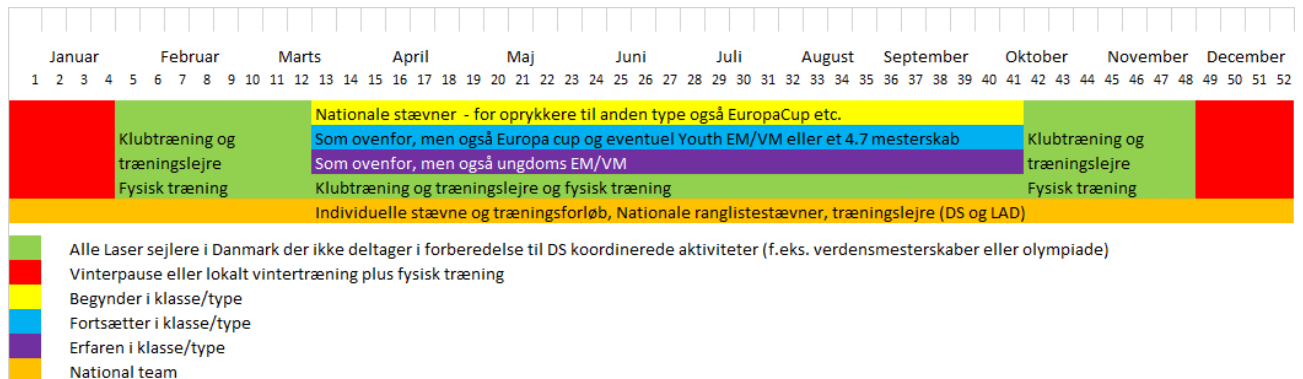 Januar Februar Marts April Maj Juni Juli August September Oktober November December
1 2 3 4 5 6 7 8 9 10 11 12 13 14 15 16 17 18 19 20 21 22 23 24 25 26 27 28 29 30 31 32 33 34 35 36 37 38 39 40 41 42 43 44 45 46 47 48 49 50 51 52
Nationale stævner - for oprykkere til anden type også EuropaCup etc.
Klubtræning og Som ovenfor, men også Europa cup og eventuel Youth EM/VM eller et 4.7 mesterskab Klubtræning og
træningslejre Som ovenfor, men også ungdoms EM/VM træningslejre
Fysisk træning Klubtræning og træningslejre og fysisk træning Fysisk træning
Individuelle stævne og træningsforløb, Nationale ranglistestævner, træningslejre (DS og LAD)
Alle Laser sejlere i Danmark der ikke deltager i forberedelse til DS koordinerede aktiviteter (f.eks. verdensmesterskaber eller olympiade)
Vinterpause eller lokalt vintertræning plus fysisk træning
Begynder i klasse/type
Fortsætter i klasse/type
Erfaren i klasse/type
National team